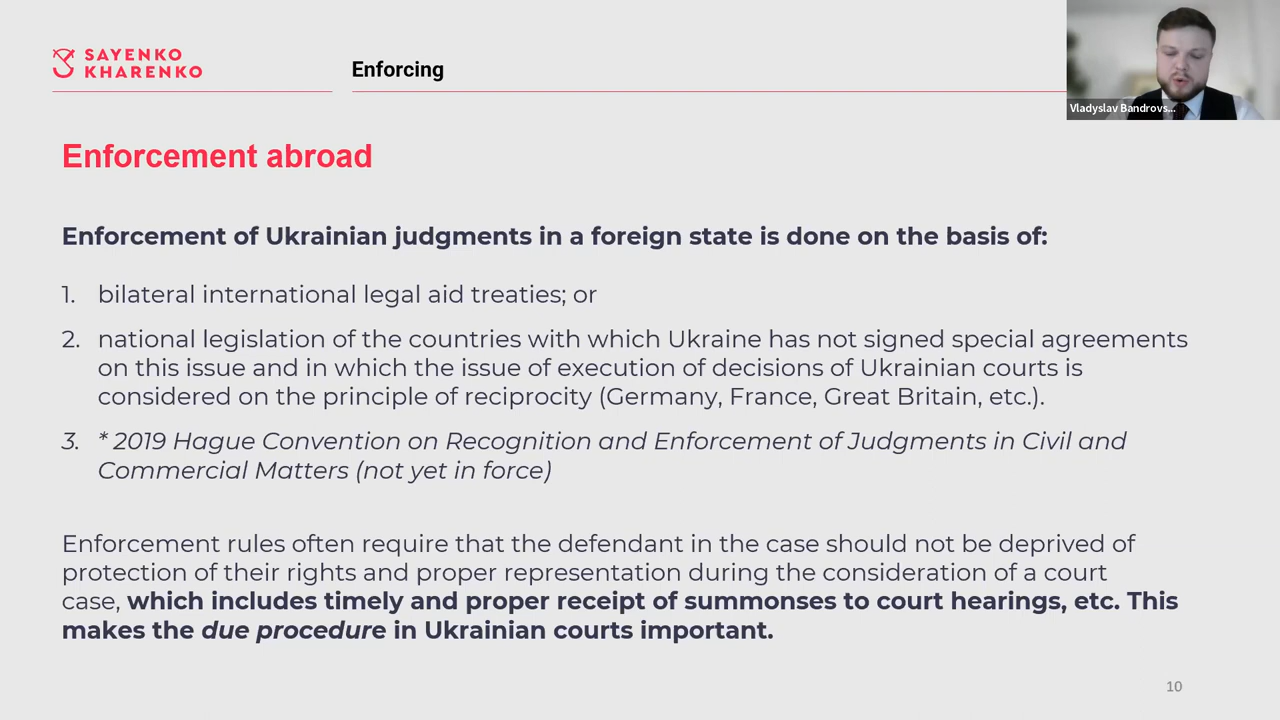 SAYENKO
KHARENKO
Enforcing
Vladyslav Bandrovs...
Enforcement abroad
Enforcement of Ukrainian judgments in a foreign state is done on the basis of:
1. bilateral international legal aid treaties; or
2. national legislation of the countries with which Ukraine has not signed special agreements
on this issue and in which the issue of execution of decisions of Ukrainian courts is
considered on the principle of reciprocity (Germany, France, Great Britain, etc.).
3. * 2019 Hague Convention on Recognition and Enforcement of Judgments in Civil and
Commercial Matters (not yet in force)
Enforcement rules often require that the defendant in the case should not be deprived of
protection of their rights and proper representation during the consideration of a court
case, which includes timely and proper receipt of summonses to court hearings, etc. This
makes the due procedure in Ukrainian courts important.
10